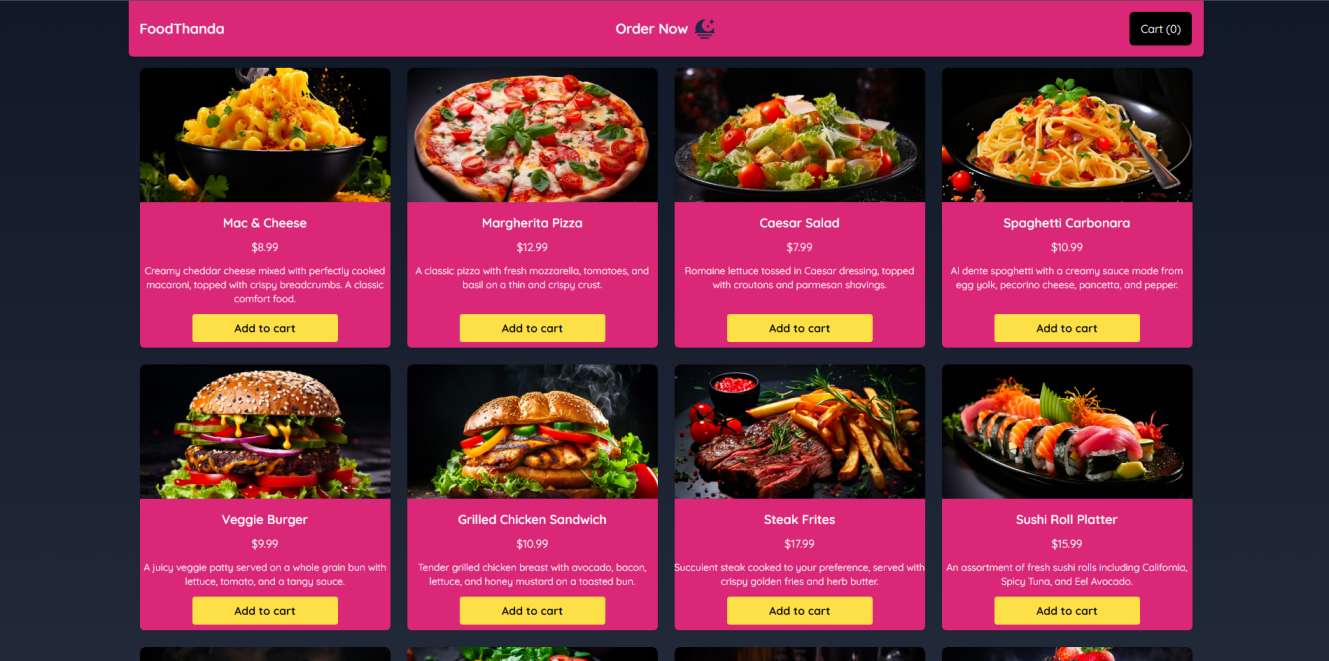 FoodThanda
Order Now
Cart (0)
Mac & Cheese
$8.99
Creamy cheddar cheese mixed with perfectly cooked
macaroni, topped with crispy breadcrumbs. A classic
comfort food.
Add to cart
Margherita Pizza
$12.99
A classic pizza with fresh mozzarella, tomatoes, and
basil on a thin and crispy crust.
Add to cart
Caesar Salad
$7.99
Romaine lettuce tossed in Caesar dressing, topped
with croutons and parmesan shavings.
Add to cart
Spaghetti Carbonara
$10.99
Al dente spaghetti with a creamy sauce made from
egg yolk, pecorino cheese, pancetta, and pepper.
Add to cart
Veggie Burger
$9.99
A juicy veggie patty served on a whole grain bun with
lettuce, tomato, and a tangy sauce.
Add to cart
Grilled Chicken Sandwich
$10.99
Tender grilled chicken breast with avocado, bacon,
lettuce, and honey mustard on a toasted bun.
Add to cart
Steak Frites
$17.99
Succulent steak cooked to your preference, served with
crispy golden fries and herb butter.
Add to cart
Sushi Roll Platter
$15.99
An assortment of fresh sushi rolls including California,
Spicy Tuna, and Eel Avocado.
Add to cart